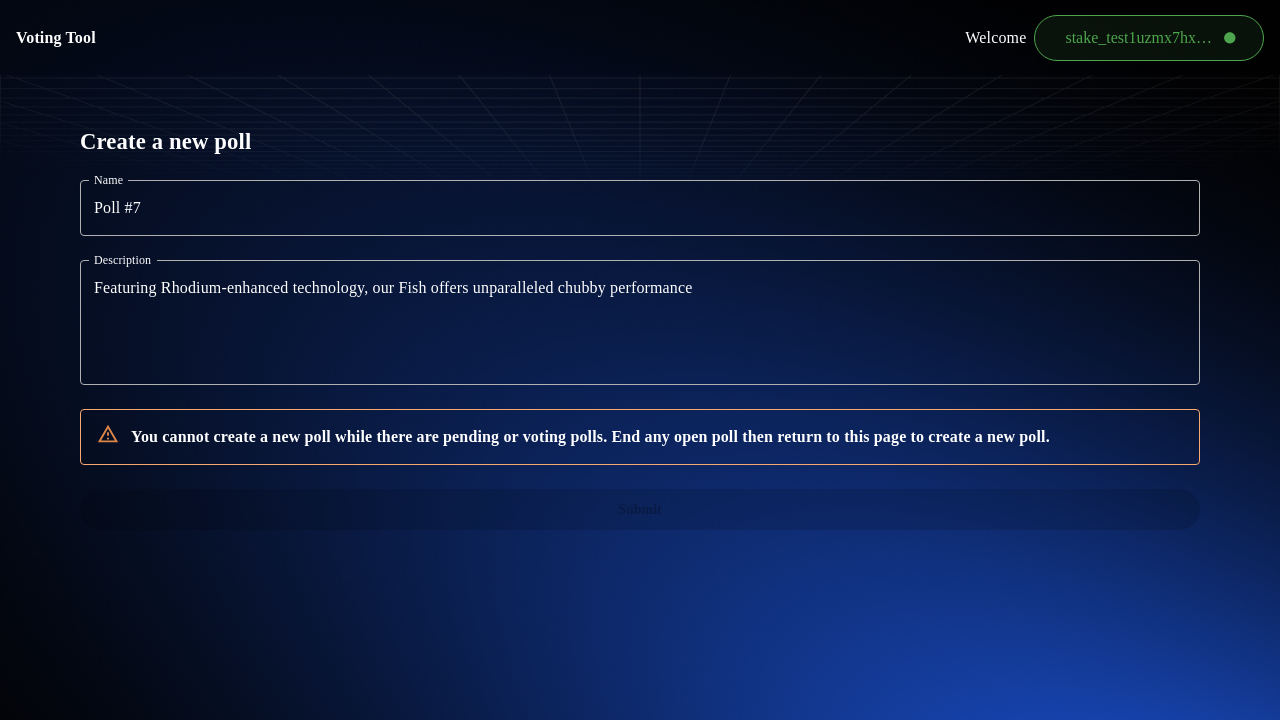 Voting Tool
Welcome
stake_test1uzmx7hx…
Create a new poll
Name
Poll #7
Description
Featuring Rhodium-enhanced technology, our Fish offers unparalleled chubby performance
You cannot create a new poll while there are pending or voting polls. End any open poll then return to this page to create a new poll.
Submit